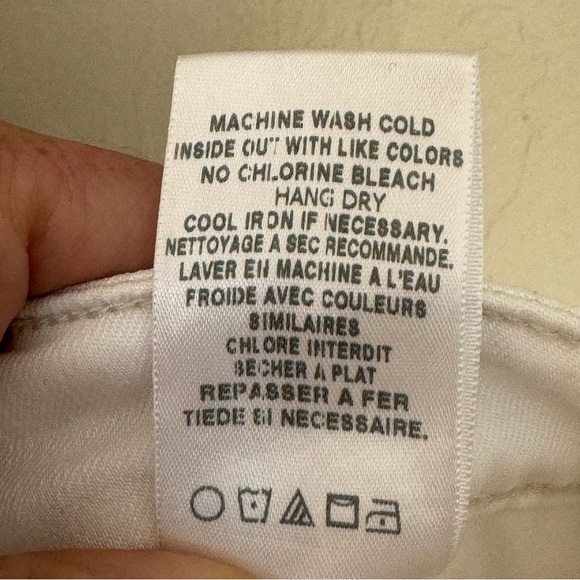 MACHINE WASH COLD
INSIDE OUT WITH LIKE COLORS
NO CHLORINE BLEACH
HANG DRY
COOL IRON IF NECESSARY.
NETTOYAGE A SEC RECOMMANDE.
LAVER EN MACHINE A L'EAU
FROIDE AVEC COULEURS
SIMILAIRES
CHLORE INTERDIT
SECHER A PLAT
REPASSER A FER
TIEDE SI NECESSAIRE.